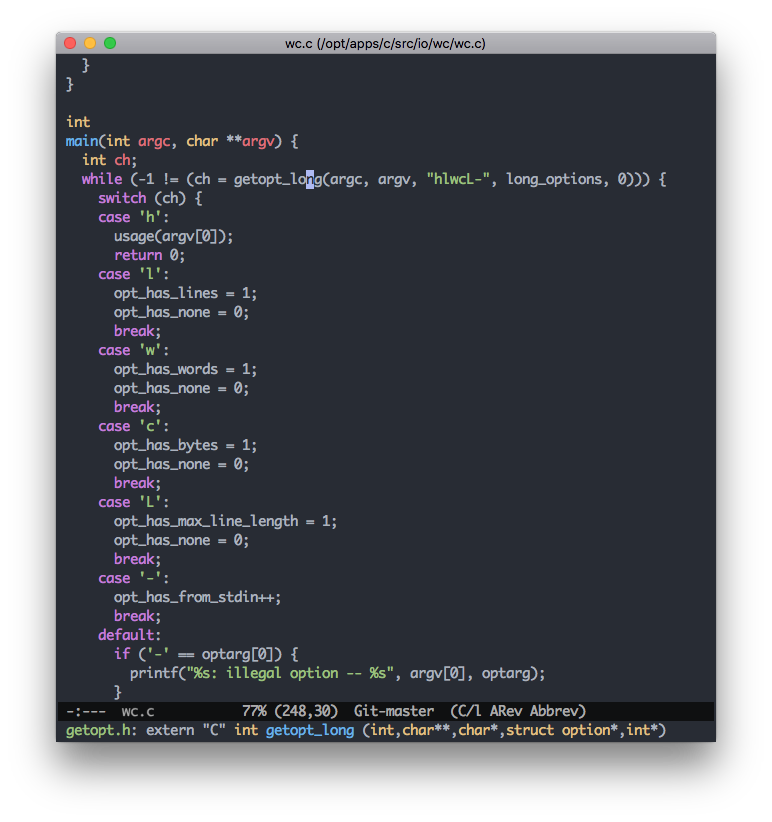 wc.c (/opt/apps/c/src/io/wc/wc.c)
  }
}

int
main(int argc, char **argv) {
  int ch;
  while (-1 != (ch = getopt_long(argc, argv, "hlwcL-", long_options, 0))) {
    switch (ch) {
    case 'h':
      usage(argv[0]);
      return 0;
    case 'l':
      opt_has_lines = 1;
      opt_has_none = 0;
      break;
    case 'w':
      opt_has_words = 1;
      opt_has_none = 0;
      break;
    case 'c':
      opt_has_bytes = 1;
      opt_has_none = 0;
      break;
    case 'L':
      opt_has_max_line_length = 1;
      opt_has_none = 0;
      break;
    case '-':
      opt_has_from_stdin++;
      break;
    default:
      if ('-' == optarg[0]) {
        printf("%s: illegal option -- %s", argv[0], optarg);
      }
-:---  wc.c           77% (248,30)  Git-master  (C/l ARev Abbrev)
getopt.h: extern "C" int getopt_long (int,char**,char*,struct option*,int*)